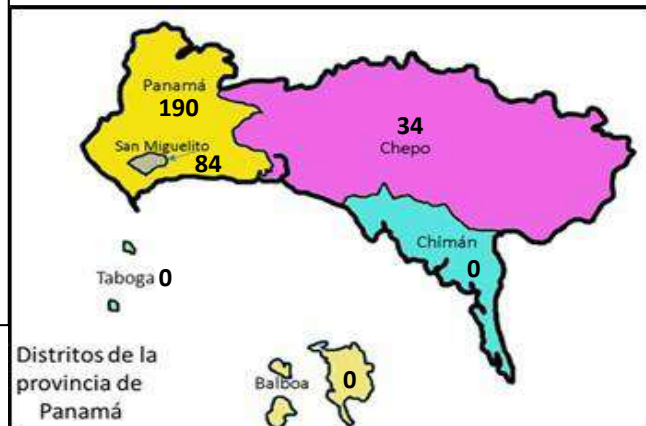 Panamá
190
San Miguelito
84
34
Chepo
Chimán
0
Taboga 0
Balboa 0
Distritos de la
provincia de
Panamá